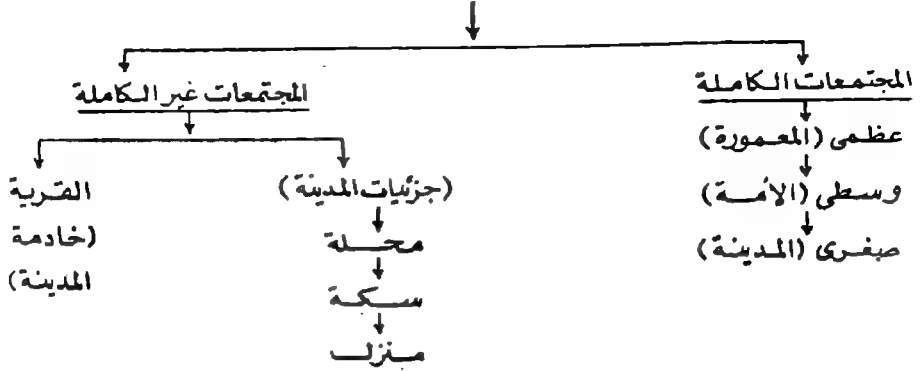 المجتمعات الكاملة
عظمى (المعمورة)
وسطى (الأمة)
صغرى (المدينة)
المجتمعات غير الكاملة
(جزئيات المدينة)
محلة
سكة
منزل
القرية
(خادمة
المدينة)